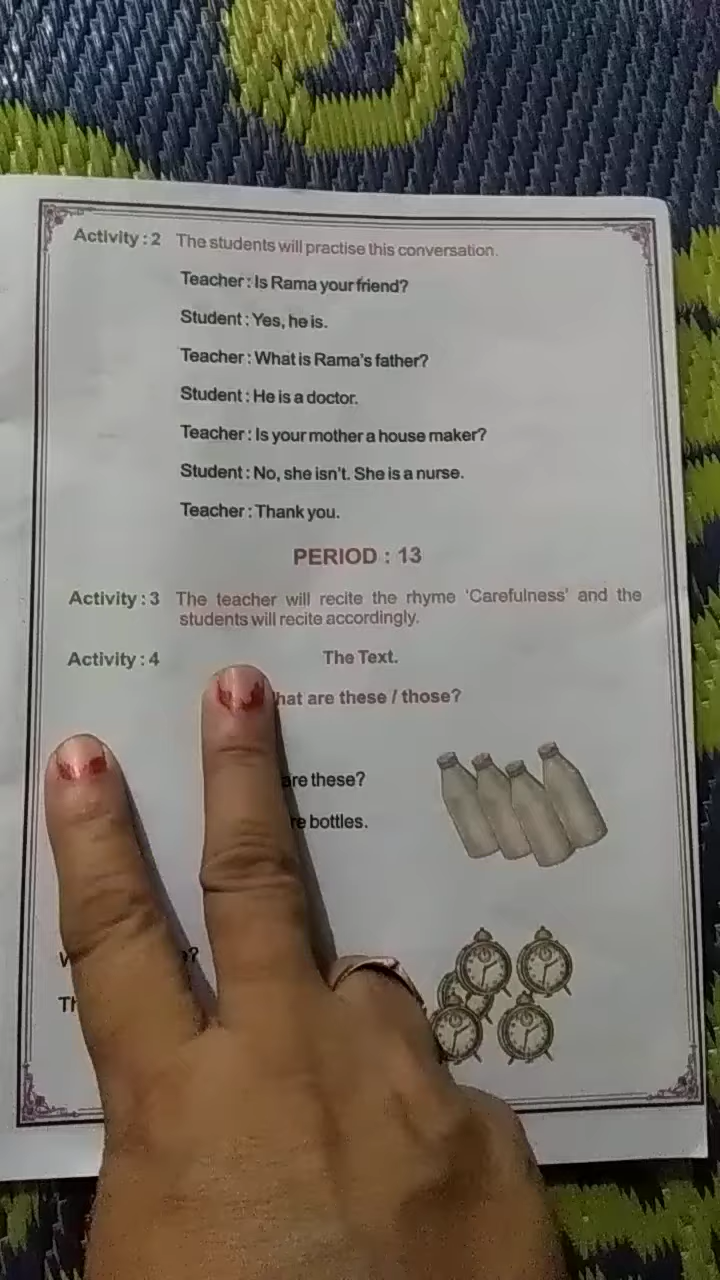 Activity : 2 The students will practise this conversation.
Teacher : Is Rama your friend?
Student : Yes, he is.
Teacher : What is Rama's father?
Student : He is a doctor.
Teacher : Is your mother a house maker?
Student : No, she isn't. She is a nurse.
Teacher : Thank you.
PERIOD : 13
Activity : 3 The teacher will recite the rhyme 'Carefulness' and the
students will recite accordingly.
Activity : 4 The Text.
are these / those?
are these?
bottles.